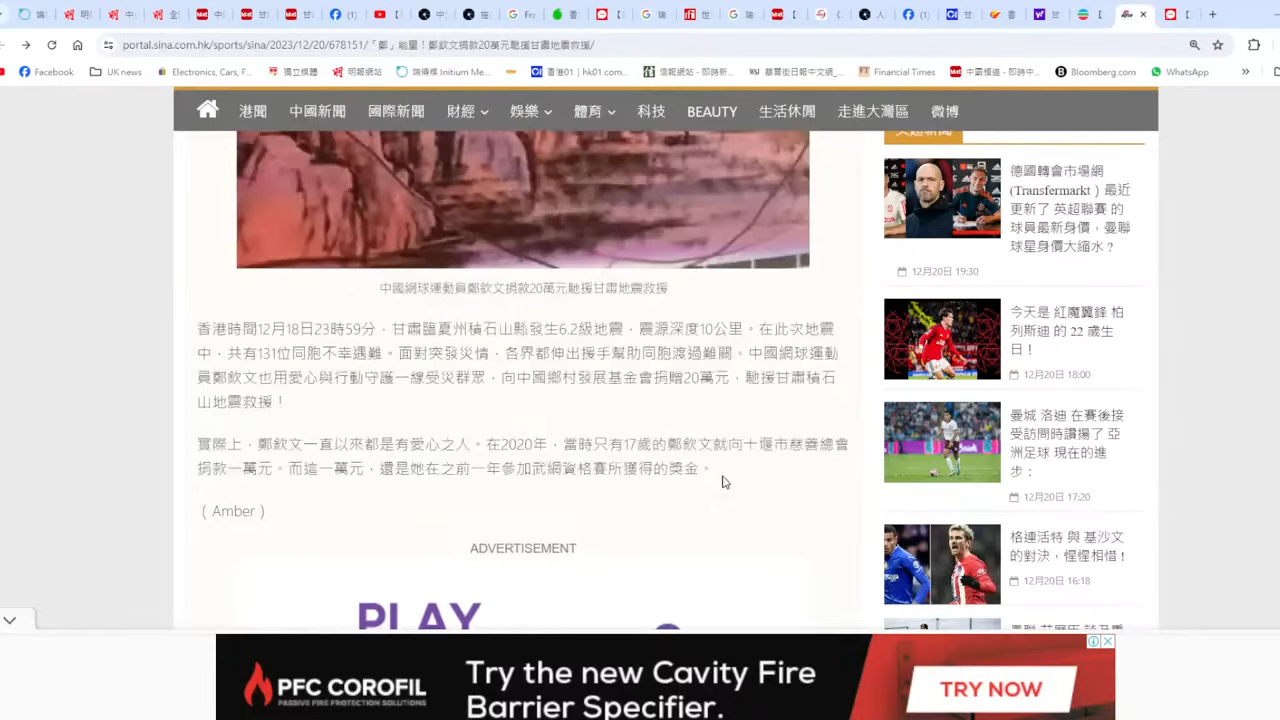 portal.sina.com.hk/sports/sina/2023/12/20/678151/「鄭」能量！鄭欽文捐款20萬元馳援甘肅地震救援/
Facebook
UK news
Electronics, Cars, F...
獨立媒體
明報網站
端傳媒 Initium Me...
香港01 | hk01.com...
信報網站 - 即時新...
華爾街日報中文網_...
Financial Times
Bloomberg.com
WhatsApp
港聞
中國新聞
國際新聞
財經
娛樂
體育
科技
BEAUTY
生活休閒
走進大灣區
微博
中國網球運動員鄭欽文捐款20萬元馳援甘肅地震救援
香港時間12月18日23時59分，甘肅臨夏州積石山縣發生6.2級地震，震源深度10公里。在此次地震
中，共有131位同胞不幸遇難。面對突發災情，各界都伸出援手幫助同胞渡過難關。中國網球運動
員鄭欽文也用愛心與行動守護一線受災群眾，向中國鄉村發展基金會捐贈20萬元，馳援甘肅積石
山地震救援！
實際上，鄭欽文一直以來都是有愛心之人。在2020年，當時只有17歲的鄭欽文就向十堰市慈善總會
捐款一萬元。而這一萬元，還是她在之前一年參加武網資格賽所獲得的獎金。
（Amber）
ADVERTISEMENT
PLAY
德國轉會市場網
(Transfermarkt）最近
更新了 英超聯賽 的
球員最新身價，曼聯
球星身價大縮水？
12月20日 19:30
今天是 紅魔翼鋒 柏
列斯迪 的 22 歲生
日！
12月20日 18:00
曼城 洛迪 在賽後接
受訪問時讚揚了 亞
洲足球 現在的進
步：
12月20日 17:20
格連活特 與 基沙文
的對決，惺惺相惜！
12月20日 16:18
PFC COROFIL
PASSIVE FIRE PROTECTION SOLUTIONS
Try the new Cavity Fire
Barrier Specifier.
TRY NOW